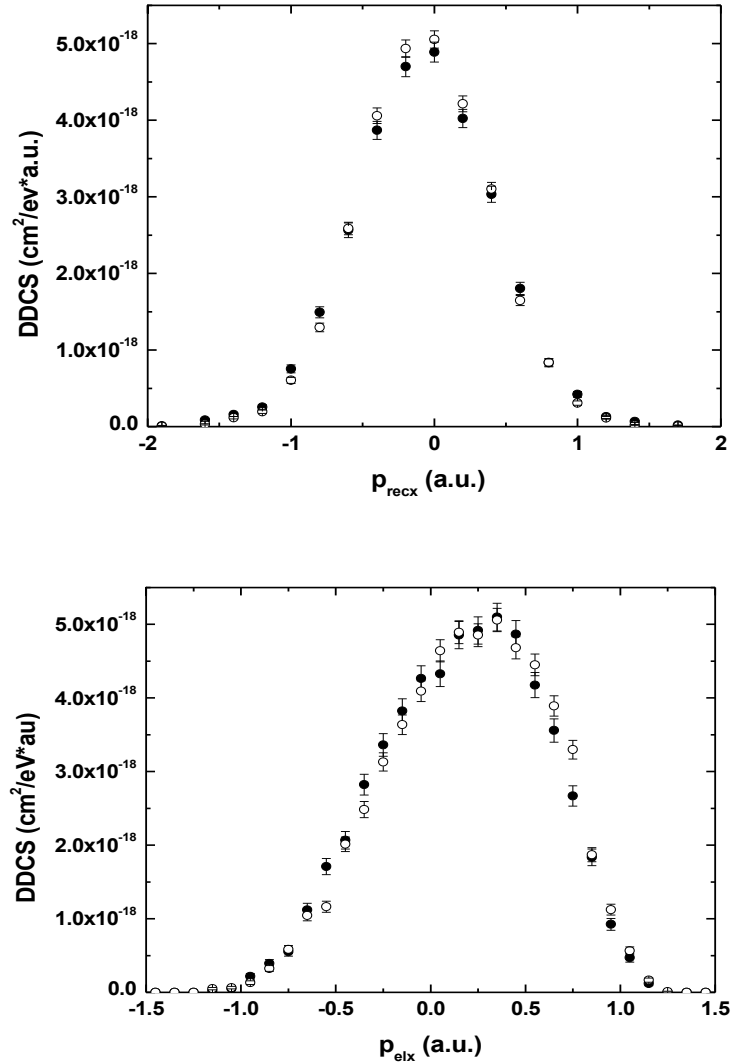 5.0x10⁻¹⁸
4.0x10⁻¹⁸
3.0x10⁻¹⁸
2.0x10⁻¹⁸
1.0x10⁻¹⁸
0.0
DDCS (cm²/ev*a.u.)
-2 -1 0 1 2
p_recx (a.u.)
5.0x10⁻¹⁸
4.0x10⁻¹⁸
3.0x10⁻¹⁸
2.0x10⁻¹⁸
1.0x10⁻¹⁸
0.0
DDCS (cm²/eV*au)
-1.5 -1.0 -0.5 0.0 0.5 1.0 1.5
p_elx (a.u.)